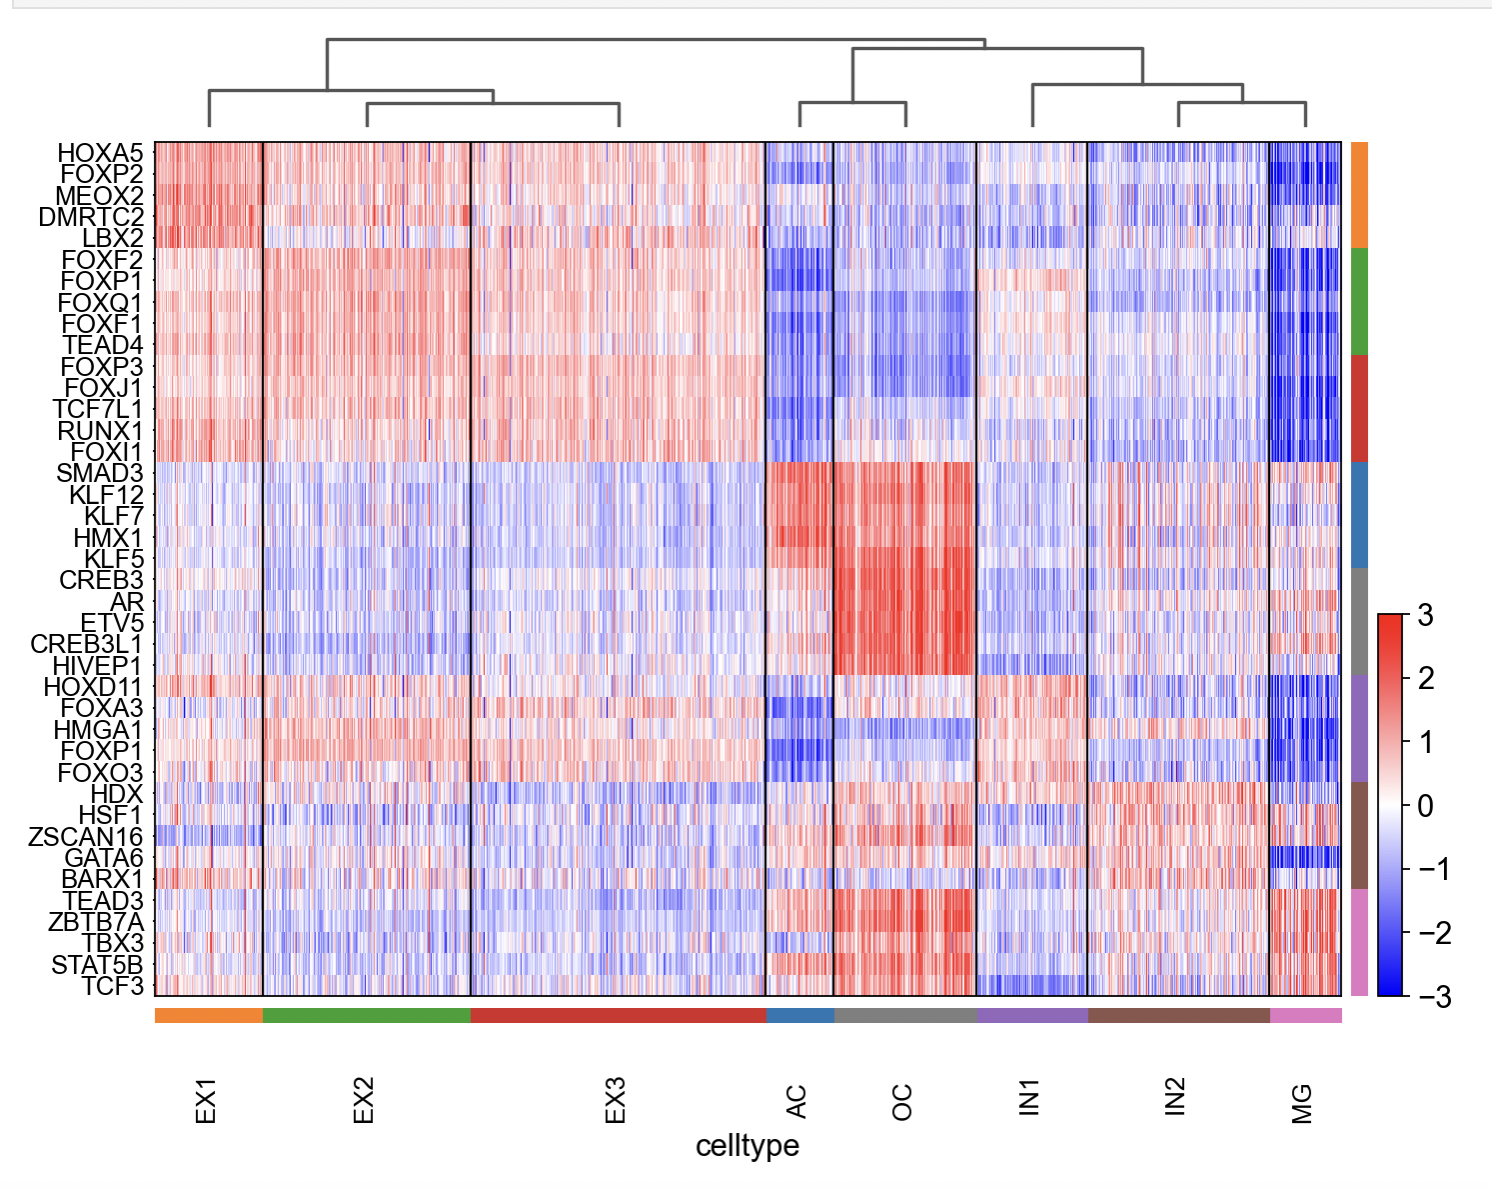 HOXA5
FOXP2
MEOX2
DMRTC2
LBX2
FOXF2
FOXP1
FOXQ1
FOXF1
TEAD4
FOXP3
FOXJ1
TCF7L1
RUNX1
FOXI1
SMAD3
KLF12
KLF7
HMX1
KLF5
CREB3
AR
ETV5
CREB3L1
HIVEP1
HOXD11
FOXA3
HMGA1
FOXP1
FOXO3
HDX
HSF1
ZSCAN16
GATA6
BARX1
TEAD3
ZBTB7A
TBX3
STAT5B
TCF3
3
2
1
0
−1
−2
−3
EX1
EX2
EX3
AC
OC
IN1
IN2
MG
celltype